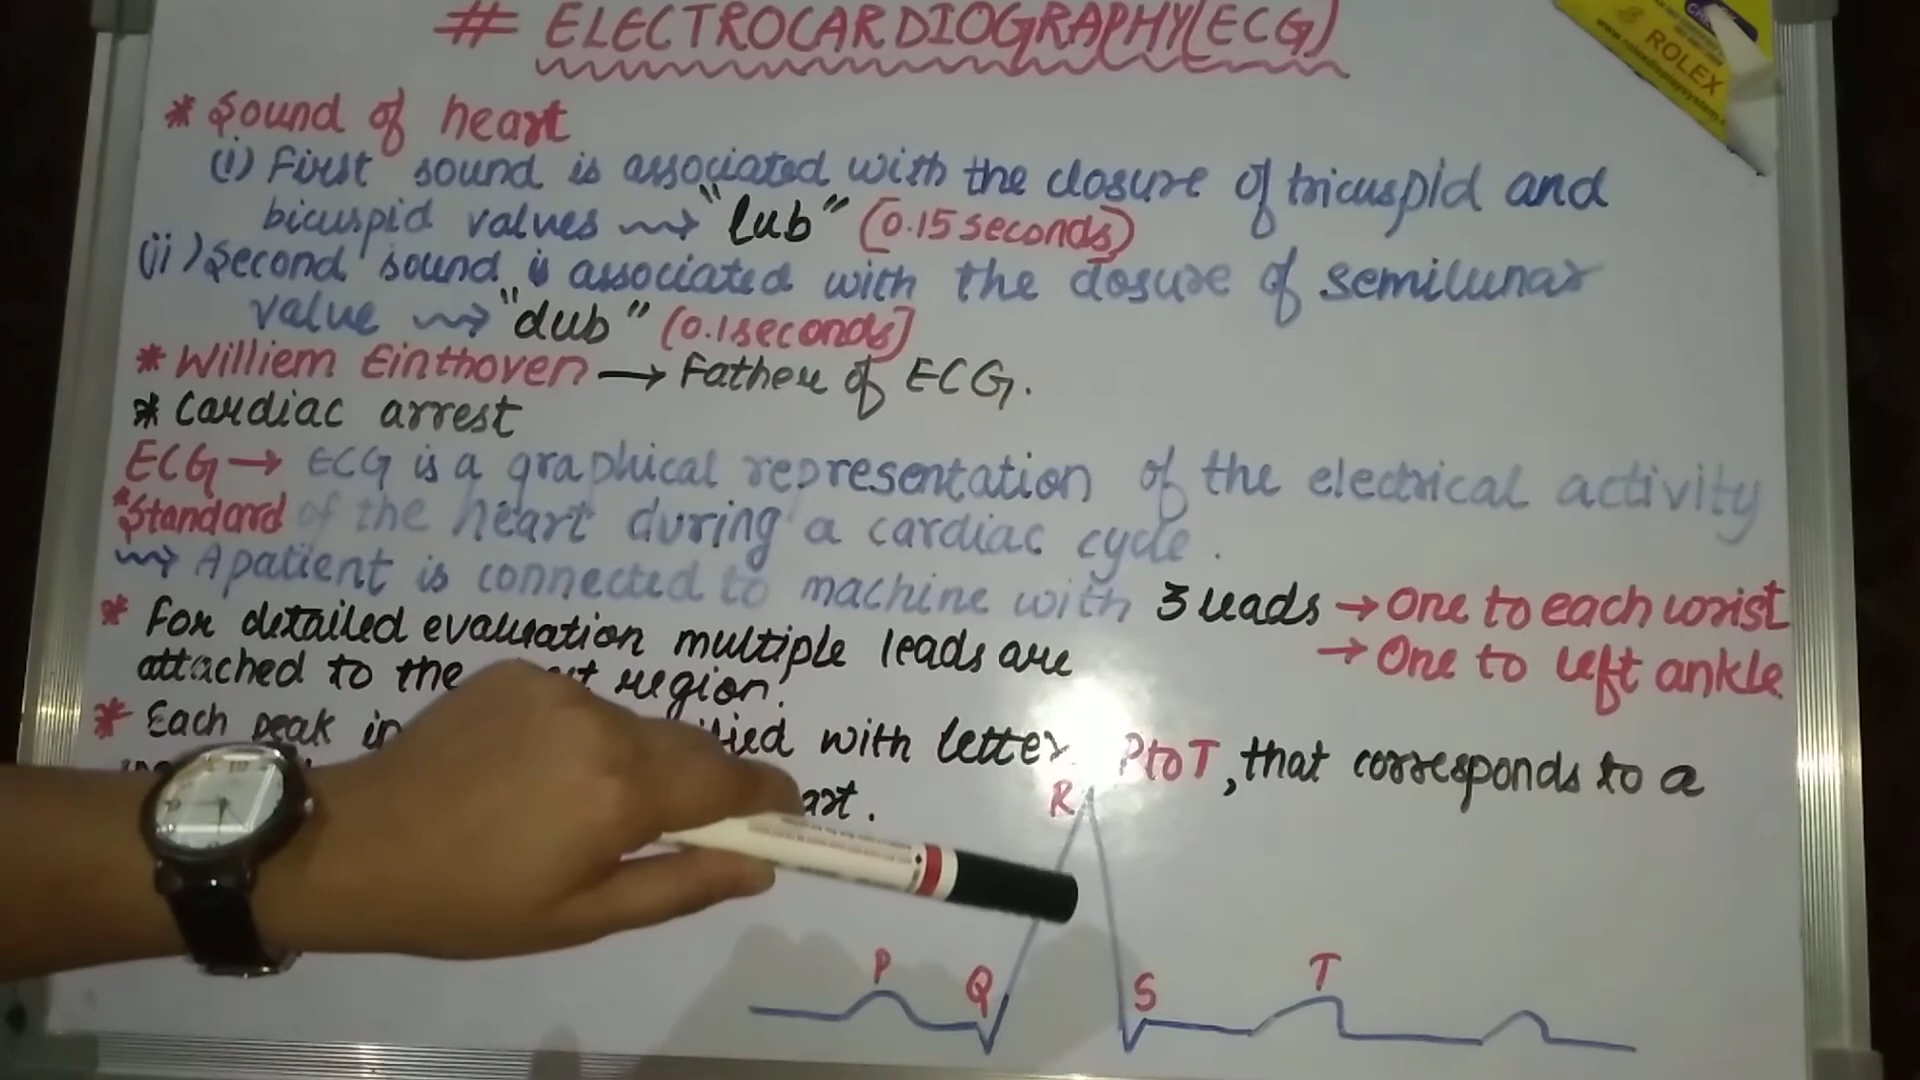 # ELECTROCARDIOGRAPHY(ECG)
ROLEX
* Sound of heart
(i) First sound is associated with the closure of tricuspid and
bicuspid values ⇝ "lub" (0.15 seconds)
(ii) Second sound is associated with the closure of semilunar
value ⇝ "dub" (0.1 seconds)
* Williem Einthoven → Father of ECG.
* Cardiac arrest
ECG → ECG is a graphical representation of the electrical activity
*Standard of the heart during a cardiac cycle.
⇝ A patient is connected to machine with 3 leads → One to each wrist
→ One to left ankle
* For detailed evaluation multiple leads are
attached to the region.
* Each peak in with letter P to T, that corresponds to a
R
P Q S T